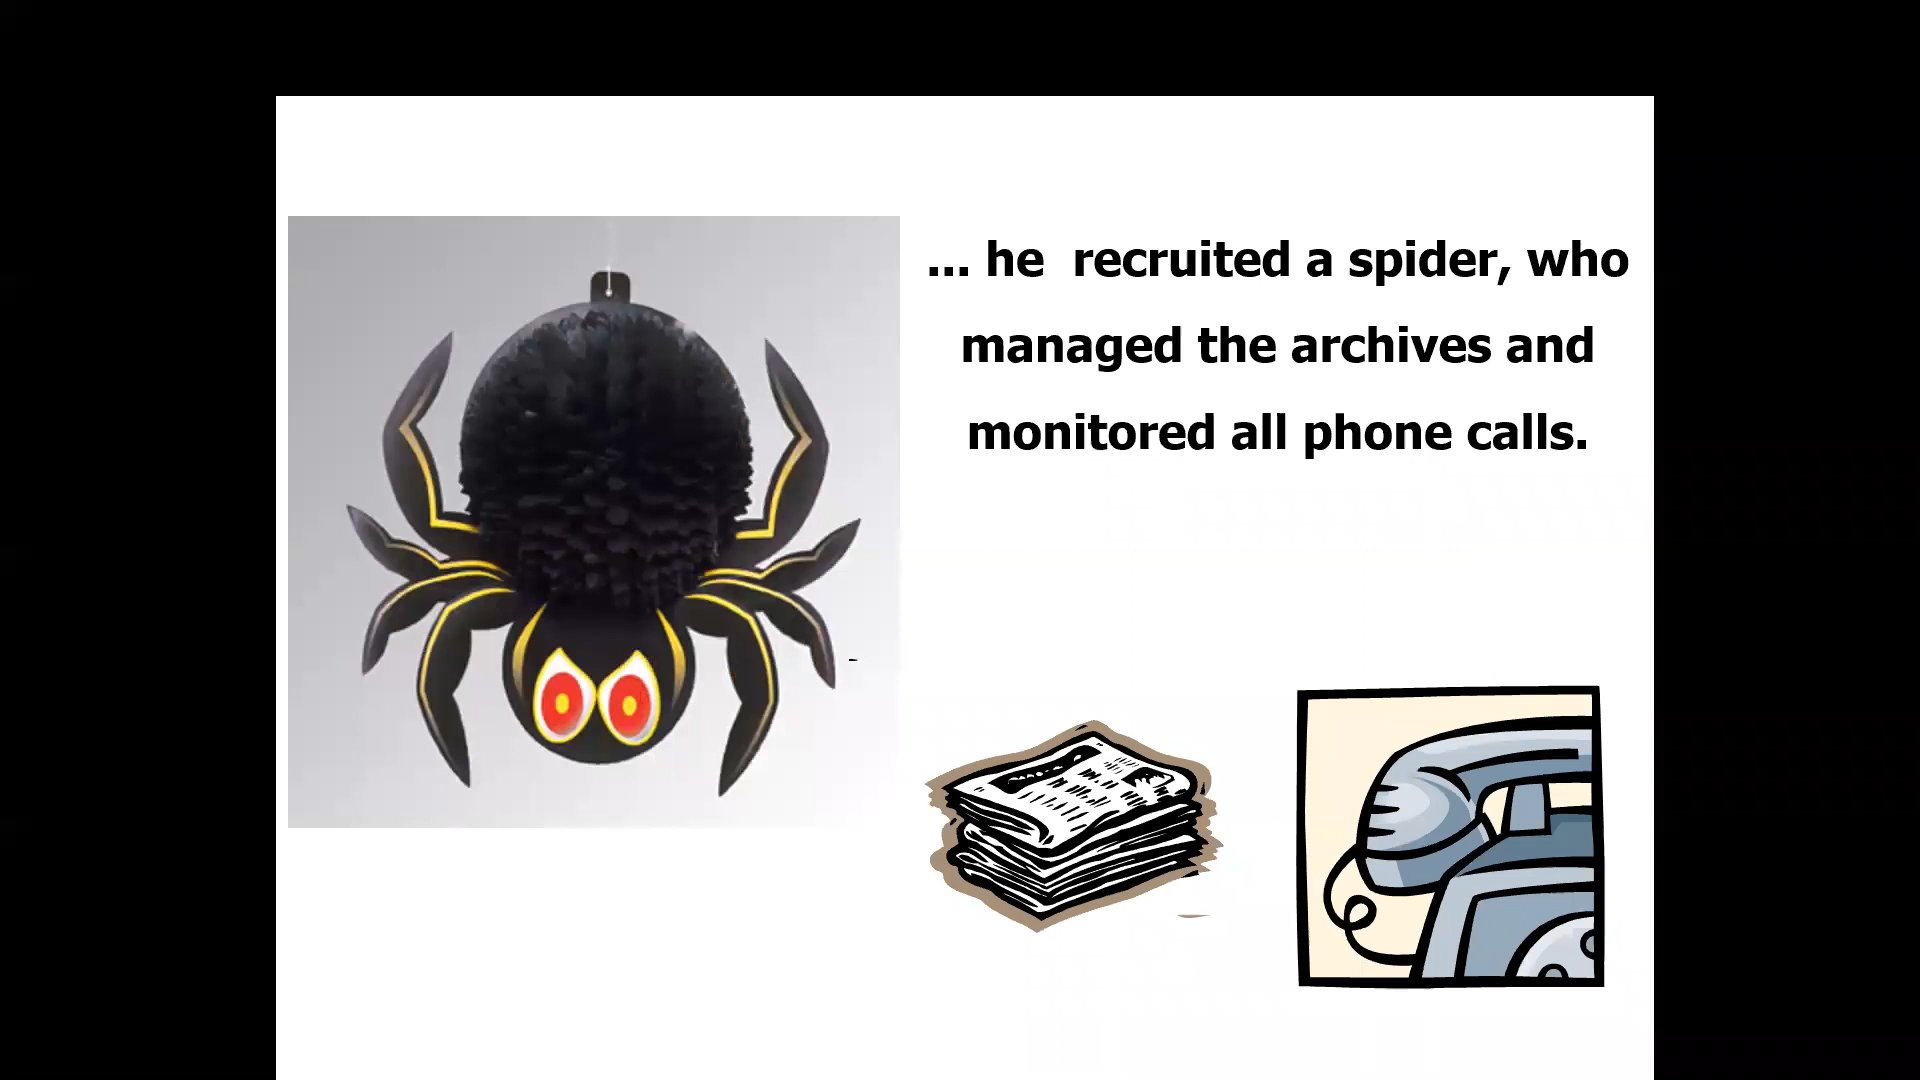 ... he  recruited a spider, who
managed the archives and
monitored all phone calls.